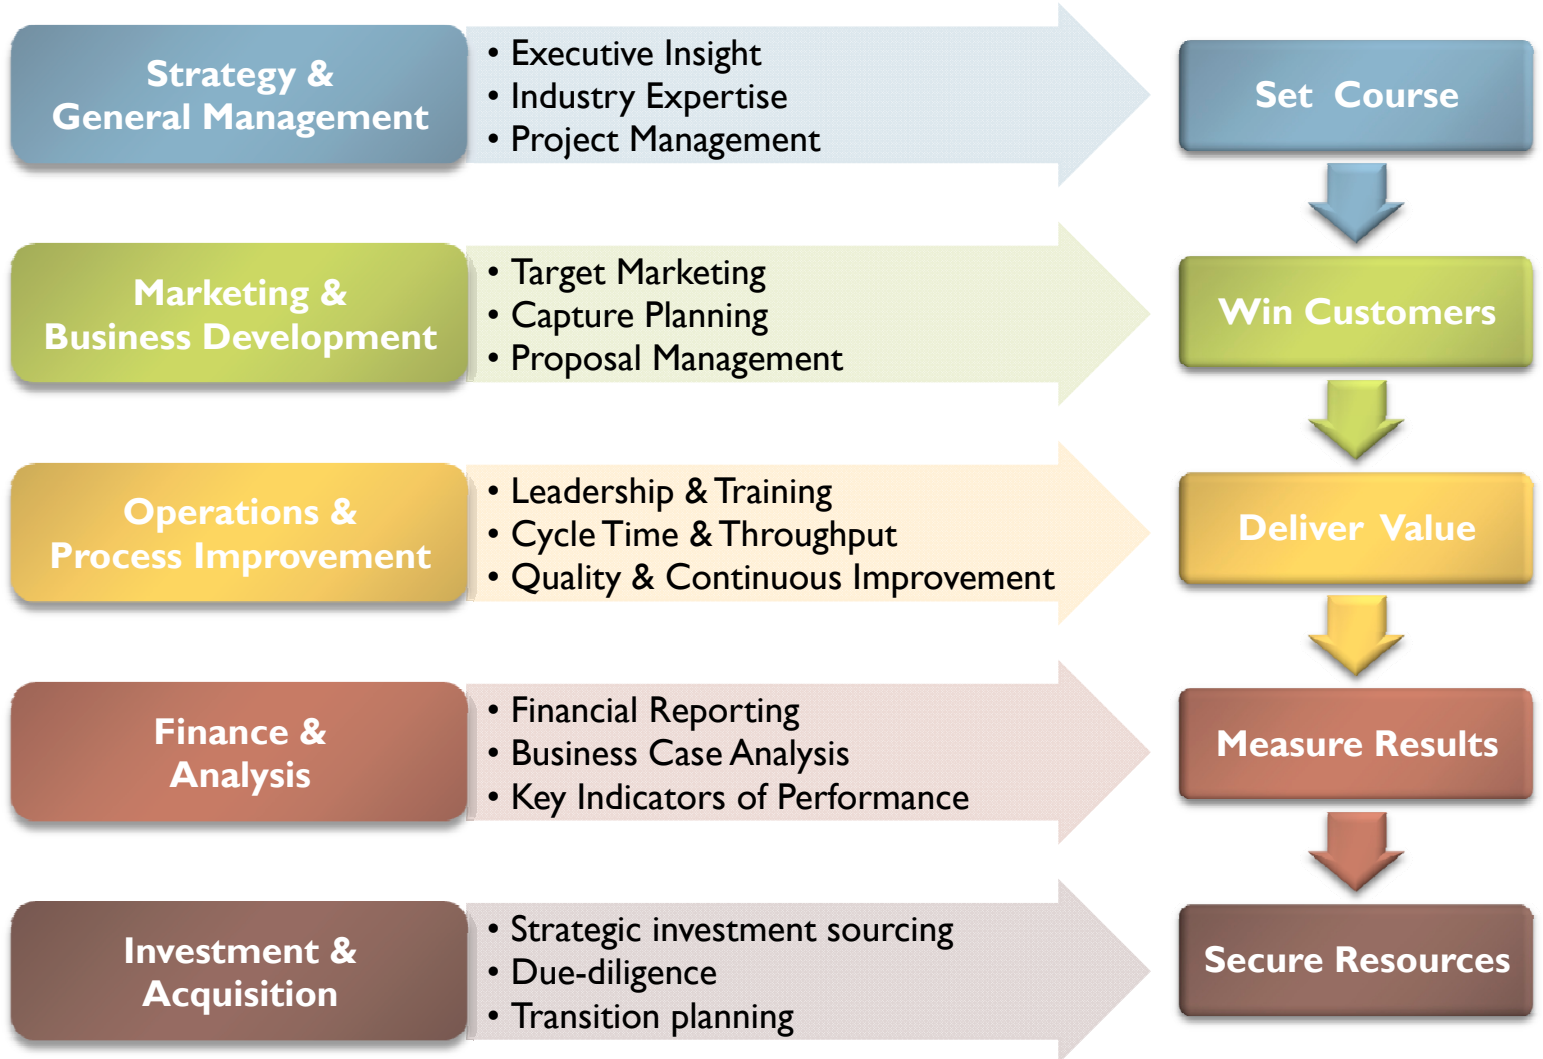 Strategy &
General Management
• Executive Insight
• Industry Expertise
• Project Management
Set Course
Marketing &
Business Development
• Target Marketing
• Capture Planning
• Proposal Management
Win Customers
Operations &
Process Improvement
• Leadership & Training
• Cycle Time & Throughput
• Quality & Continuous Improvement
Deliver Value
Finance &
Analysis
• Financial Reporting
• Business Case Analysis
• Key Indicators of Performance
Measure Results
Investment &
Acquisition
• Strategic investment sourcing
• Due-diligence
• Transition planning
Secure Resources